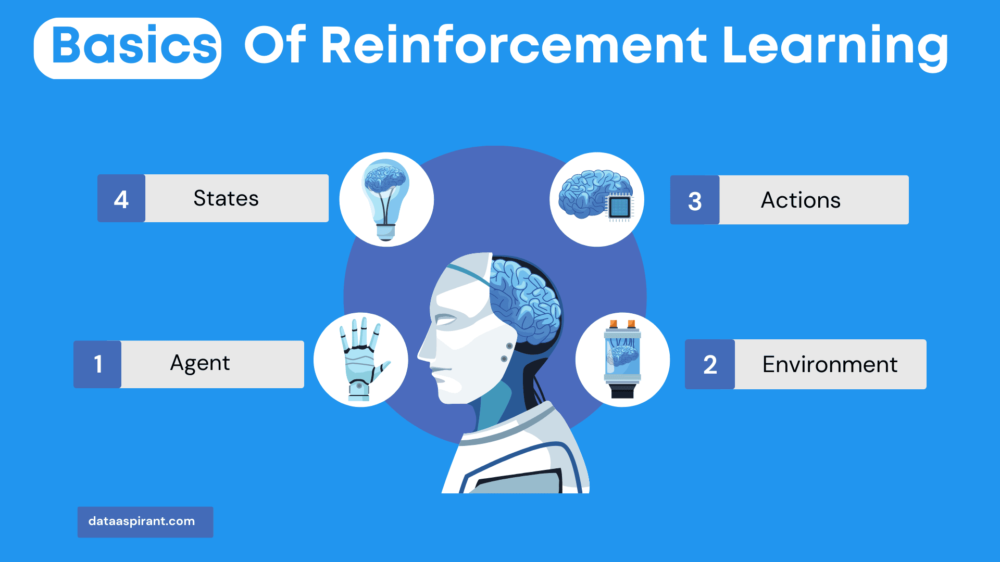 Basics Of Reinforcement Learning
4 States
3 Actions
1 Agent
2 Environment
dataaspirant.com